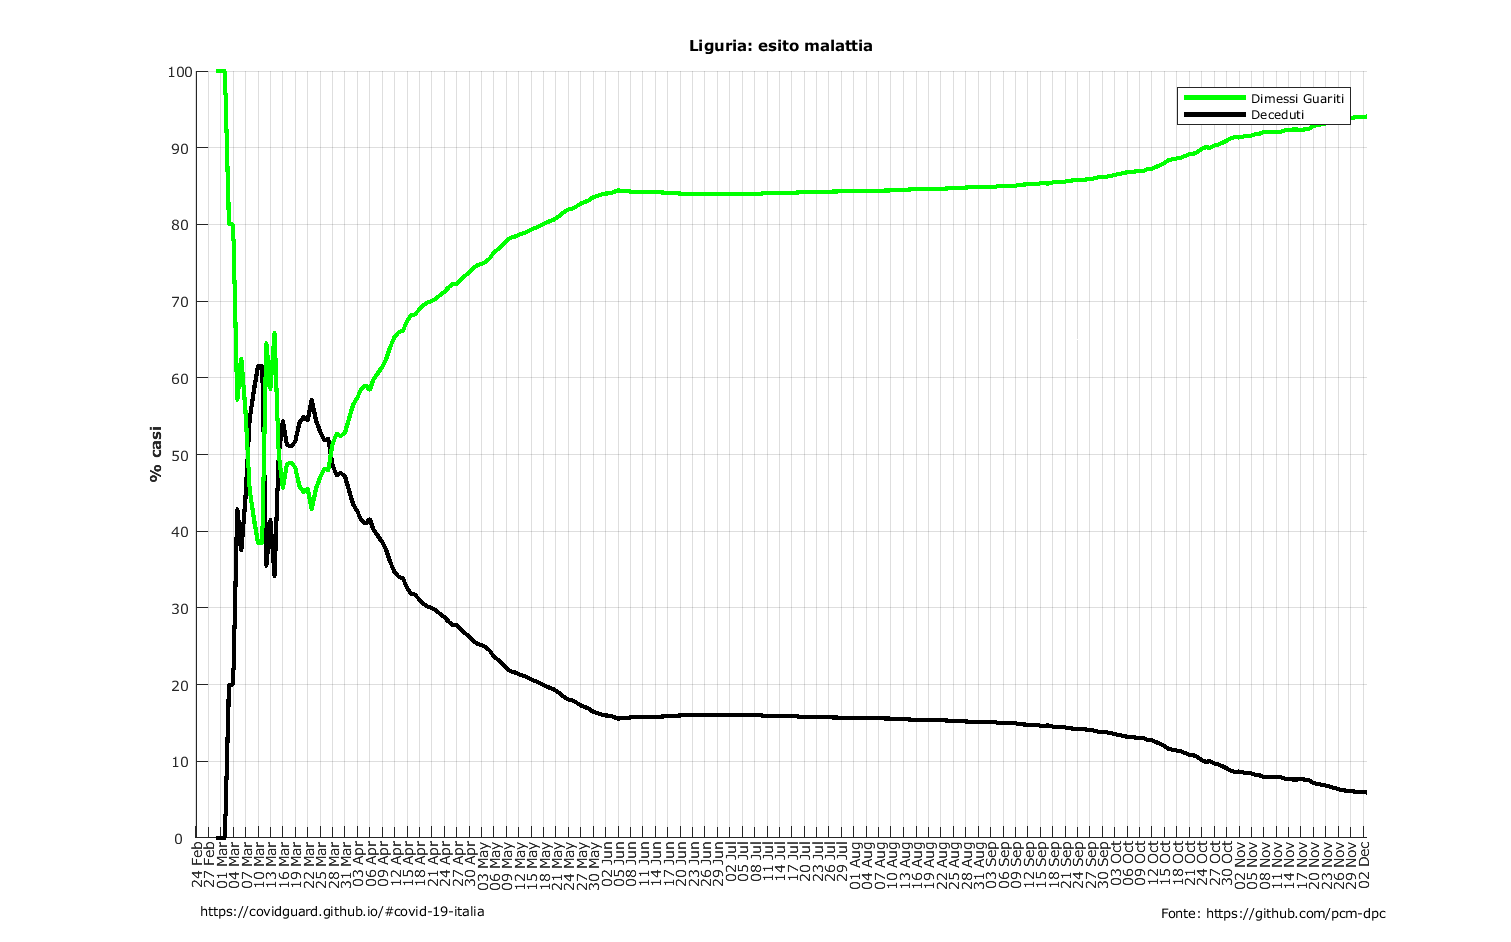 Liguria: esito malattia
100
90
80
70
60
50
40
30
20
10
0
% casi
Dimessi Guariti
Deceduti
24 Feb
27 Feb
01 Mar
04 Mar
07 Mar
10 Mar
13 Mar
16 Mar
19 Mar
22 Mar
25 Mar
28 Mar
31 Mar
03 Apr
06 Apr
09 Apr
12 Apr
15 Apr
18 Apr
21 Apr
24 Apr
27 Apr
30 Apr
03 May
06 May
09 May
12 May
15 May
18 May
21 May
24 May
27 May
30 May
02 Jun
05 Jun
08 Jun
11 Jun
14 Jun
17 Jun
20 Jun
23 Jun
26 Jun
29 Jun
02 Jul
05 Jul
08 Jul
11 Jul
14 Jul
17 Jul
20 Jul
23 Jul
26 Jul
29 Jul
01 Aug
04 Aug
07 Aug
10 Aug
13 Aug
16 Aug
19 Aug
22 Aug
25 Aug
28 Aug
31 Aug
03 Sep
06 Sep
09 Sep
12 Sep
15 Sep
18 Sep
21 Sep
24 Sep
27 Sep
30 Sep
03 Oct
06 Oct
09 Oct
12 Oct
15 Oct
18 Oct
21 Oct
24 Oct
27 Oct
30 Oct
02 Nov
05 Nov
08 Nov
11 Nov
14 Nov
17 Nov
20 Nov
23 Nov
26 Nov
29 Nov
02 Dec
https://covidguard.github.io/#covid-19-italia
Fonte: https://github.com/pcm-dpc